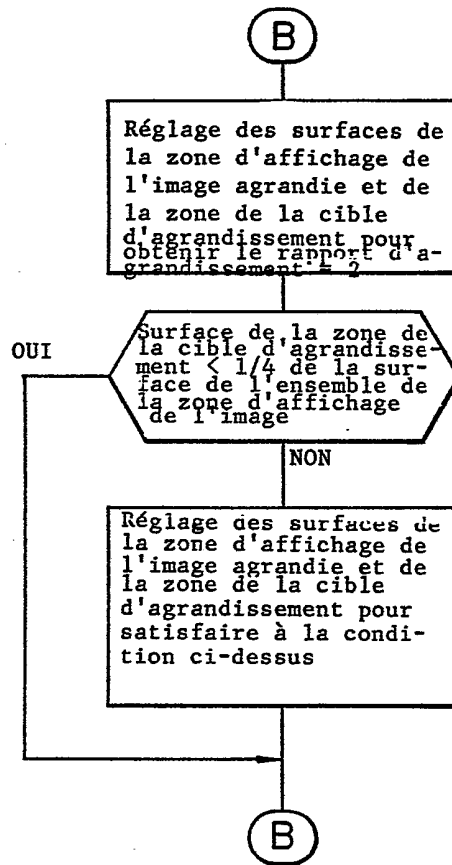 B
Réglage des surfaces de
la zone d'affichage de
l'image agrandie et de
la zone de la cible
d'agrandissement pour
obtenir le rapport d'a-
grandissement = 2
Surface de la zone de
la cible d'agrandisse-
ment < 1/4 de la sur-
face de l'ensemble de
la zone d'affichage
de l'image
OUI
NON
Réglage des surfaces de
la zone d'affichage de
l'image agrandie et de
la zone de la cible
d'agrandissement pour
satisfaire à la condi-
tion ci-dessus
B